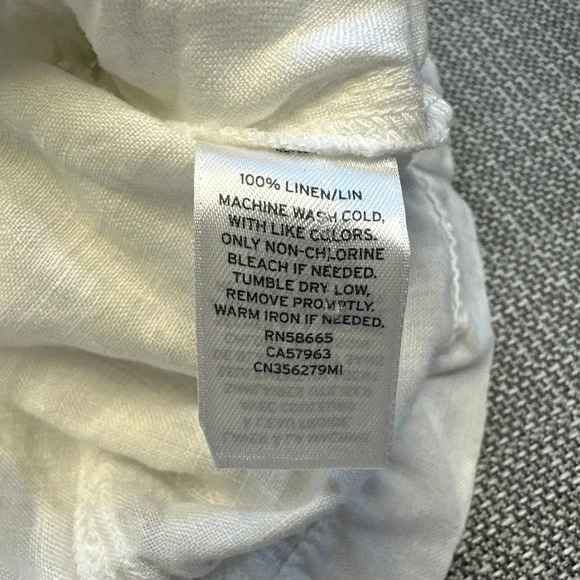 100% LINEN/LIN
MACHINE WASH COLD,
WITH LIKE COLORS.
ONLY NON-CHLORINE
BLEACH IF NEEDED.
TUMBLE DRY LOW,
REMOVE PROMPTLY.
WARM IRON IF NEEDED.
RN58665
CA57963
CN356279MI